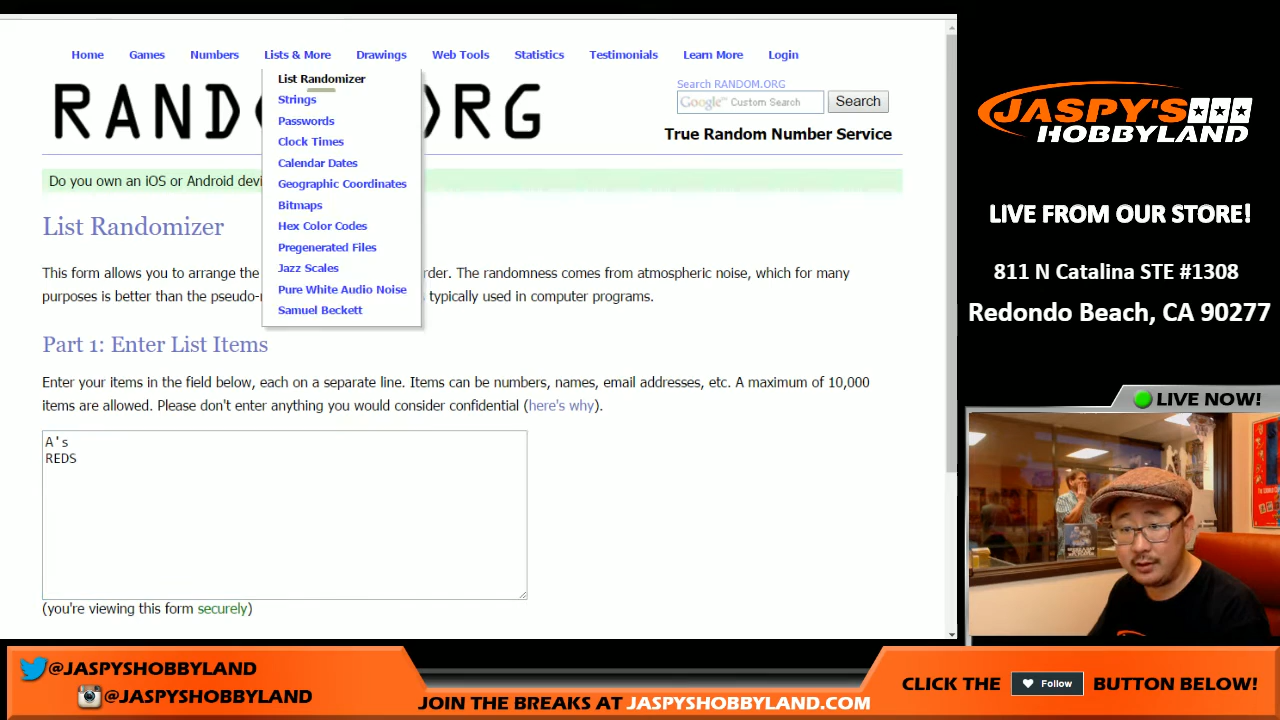 Home Games Numbers Lists & More Drawings Web Tools Statistics Testimonials Learn More Login
List Randomizer
Strings
Passwords
Clock Times
Calendar Dates
Geographic Coordinates
Bitmaps
Hex Color Codes
Pregenerated Files
Jazz Scales
Pure White Audio Noise
Samuel Beckett
RAND RG
Search RANDOM.ORG
Google™ Custom Search Search
True Random Number Service
Do you own an iOS or Android devi
List Randomizer
This form allows you to arrange the rder. The randomness comes from atmospheric noise, which for many
purposes is better than the pseudo-r typically used in computer programs.
Part 1: Enter List Items
Enter your items in the field below, each on a separate line. Items can be numbers, names, email addresses, etc. A maximum of 10,000
items are allowed. Please don't enter anything you would consider confidential (here's why).
A's
REDS
(you're viewing this form securely)
JASPY'S
HOBBYLAND
LIVE FROM OUR STORE!
811 N Catalina STE #1308
Redondo Beach, CA 90277
LIVE NOW!
@JASPYSHOBBYLAND
@JASPYSHOBBYLAND
JOIN THE BREAKS AT JASPYSHOBBYLAND.COM
CLICK THE Follow BUTTON BELOW!